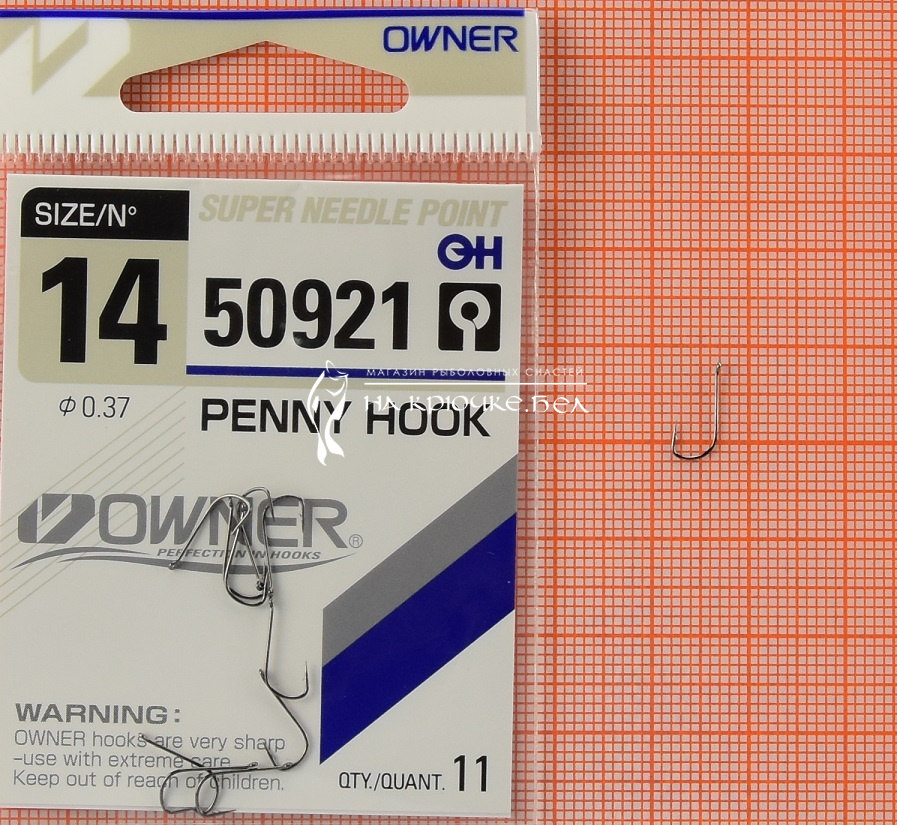 OWNER
SIZE/Nº
14
SUPER NEEDLE POINT
50921
МАГАЗИН РЫБОЛОВНЫХ СНАСТЕЙ
НА КРЮЧКЕ.БЕЛ
φ 0.37
PENNY HOOK
OWNER®
PERFECTION IN HOOKS
WARNING:
OWNER hooks are very sharp
-use with extreme care.
Keep out of reach of children.
QTY./QUANT. 11